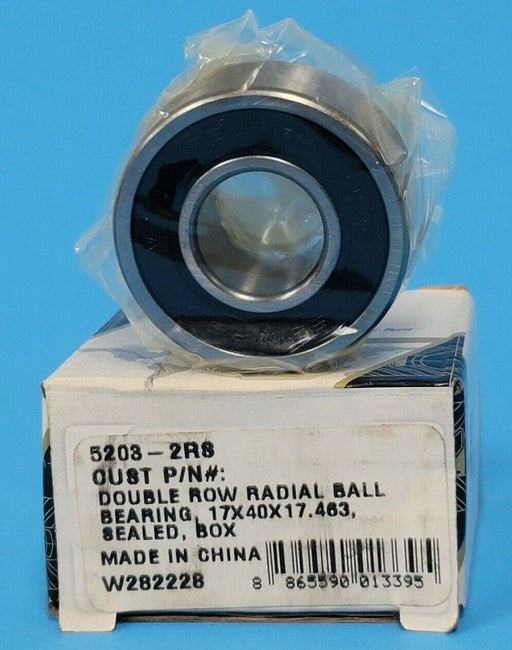 5203-2RS
CUST P/N#:
DOUBLE ROW RADIAL BALL
BEARING, 17X40X17.463,
SEALED, BOX
MADE IN CHINA
W282228
8 865590 013395